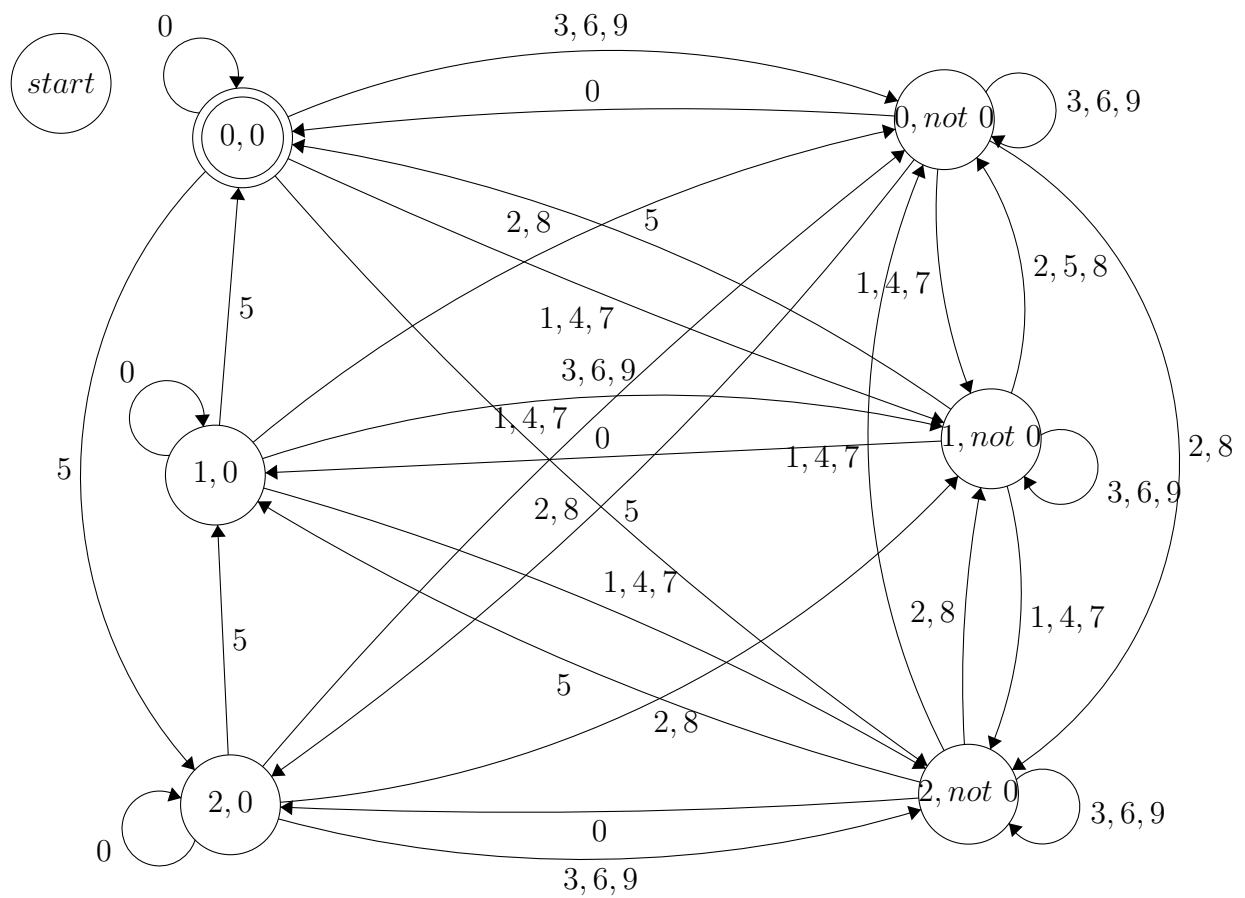 0
3, 6, 9
start
0
3, 6, 9
0, 0
0, not 0
2, 8
5
1, 4, 7
2, 5, 8
5
1, 4, 7
0
3, 6, 9
1, 4, 7
0
1, 4, 7
2, 8
5
1, 0
1, not 0
3, 6, 9
2, 8
5
1, 4, 7
5
2, 8
1, 4, 7
5
2, 8
2, 0
2, not 0
3, 6, 9
0
0
3, 6, 9